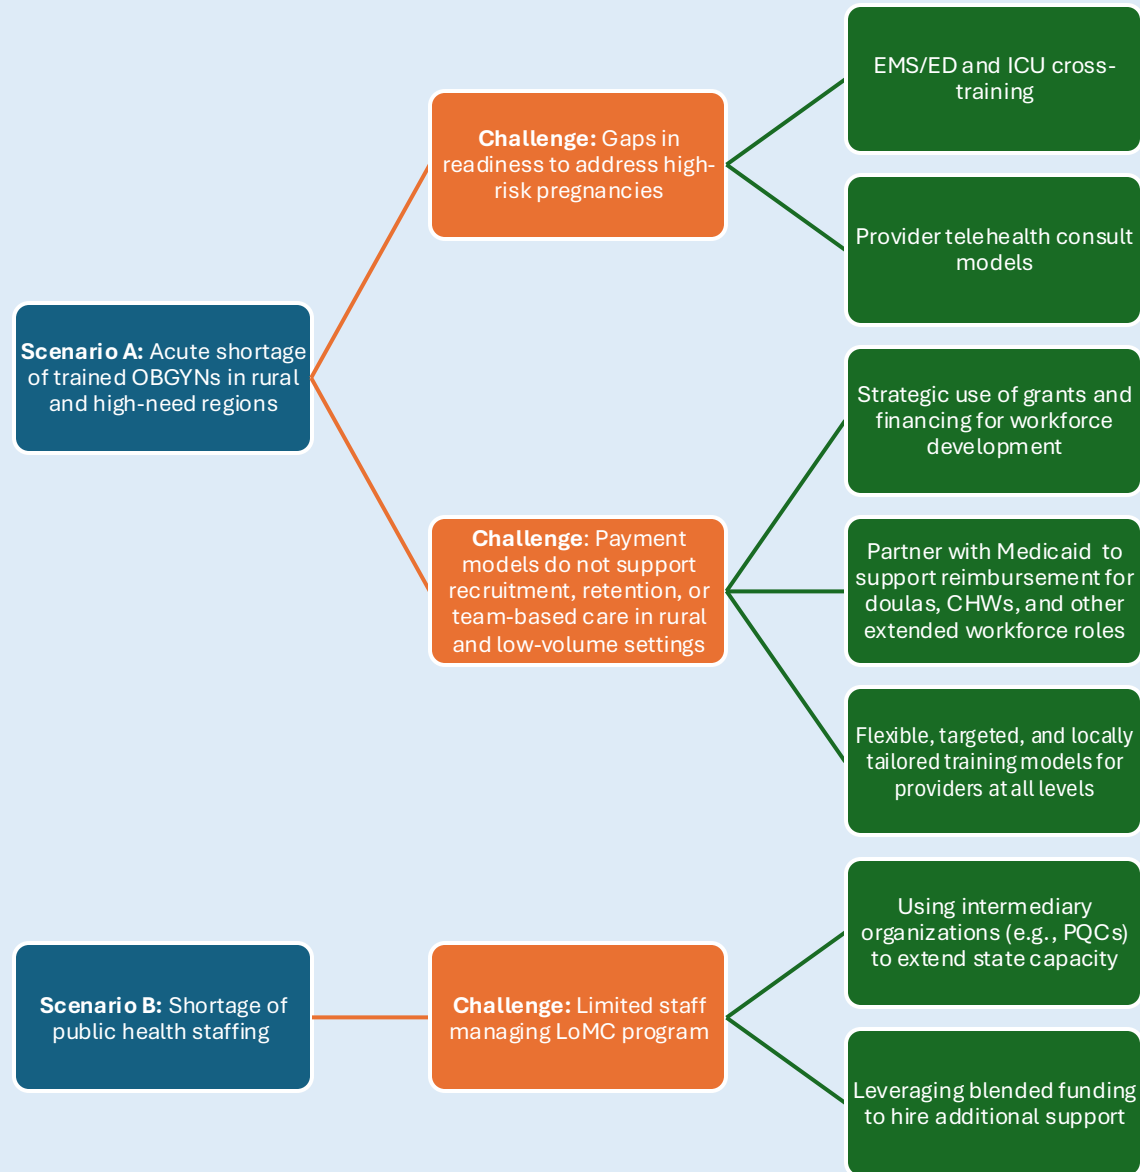 Scenario A: Acute shortage
of trained OBGYNs in rural
and high-need regions
Challenge: Gaps in
readiness to address high-
risk pregnancies
EMS/ED and ICU cross-
training
Provider telehealth consult
models
Challenge: Payment
models do not support
recruitment, retention, or
team-based care in rural
and low-volume settings
Strategic use of grants and
financing for workforce
development
Partner with Medicaid to
support reimbursement for
doulas, CHWs, and other
extended workforce roles
Flexible, targeted, and locally
tailored training models for
providers at all levels
Scenario B: Shortage of
public health staffing
Challenge: Limited staff
managing LoMC program
Using intermediary
organizations (e.g., PQCs)
to extend state capacity
Leveraging blended funding
to hire additional support